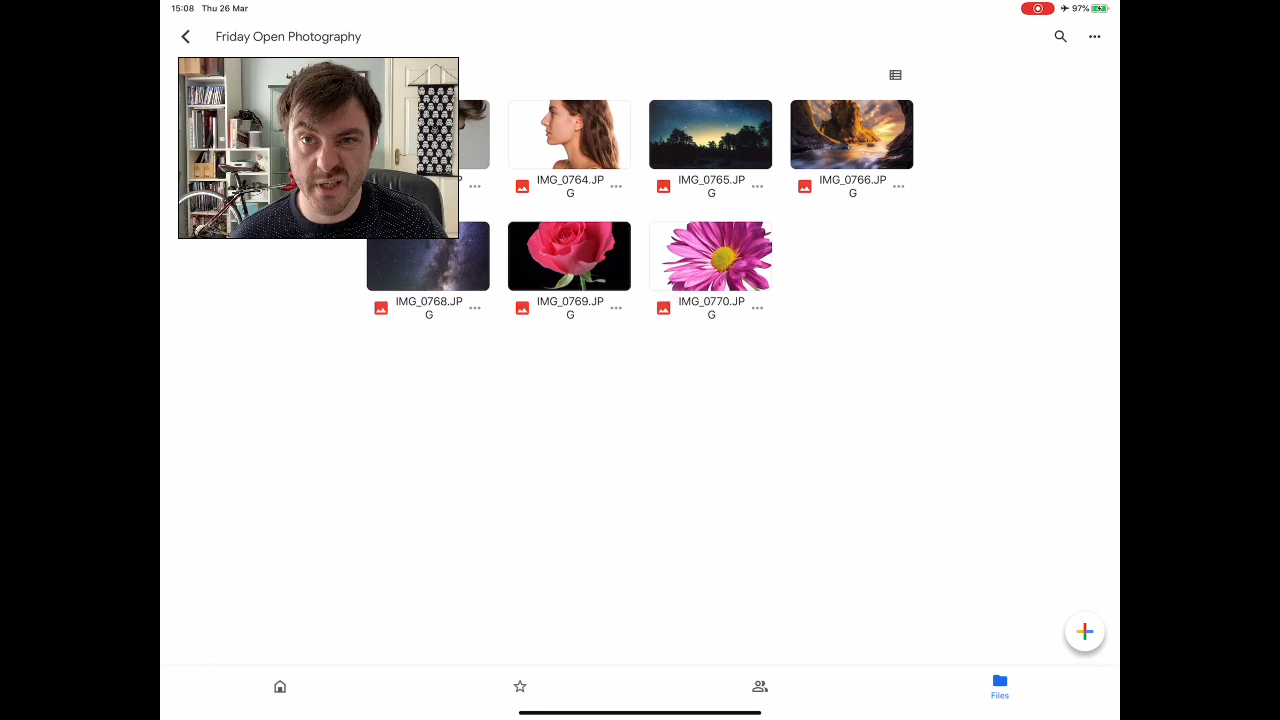 15:08 Thu 26 Mar
97%
Friday Open Photography
IMG_0764.JP
G
IMG_0765.JP
G
IMG_0766.JP
G
IMG_0768.JP
G
IMG_0769.JP
G
IMG_0770.JP
G
Files